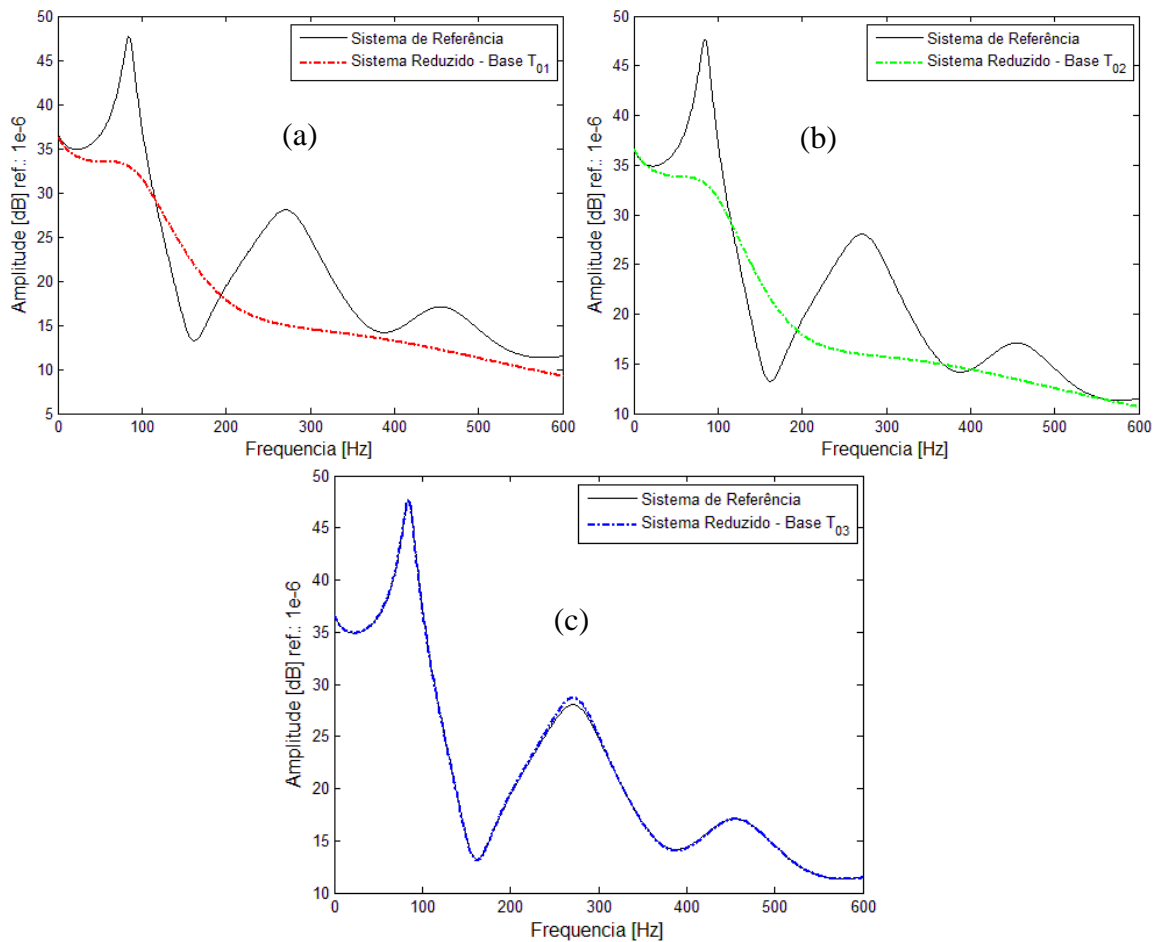 50
45
40
35
30
25
20
15
10
5
Amplitude [dB] ref.: 1e-6
Sistema de Referência
Sistema Reduzido - Base T01
(a)
0 100 200 300 400 500 600
Frequencia [Hz]
50
45
40
35
30
25
20
15
10
Amplitude [dB] ref.: 1e-6
Sistema de Referência
Sistema Reduzido - Base T02
(b)
0 100 200 300 400 500 600
Frequencia [Hz]
50
45
40
35
30
25
20
15
10
Amplitude [dB] ref.: 1e-6
Sistema de Referência
Sistema Reduzido - Base T03
(c)
0 100 200 300 400 500 600
Frequencia [Hz]